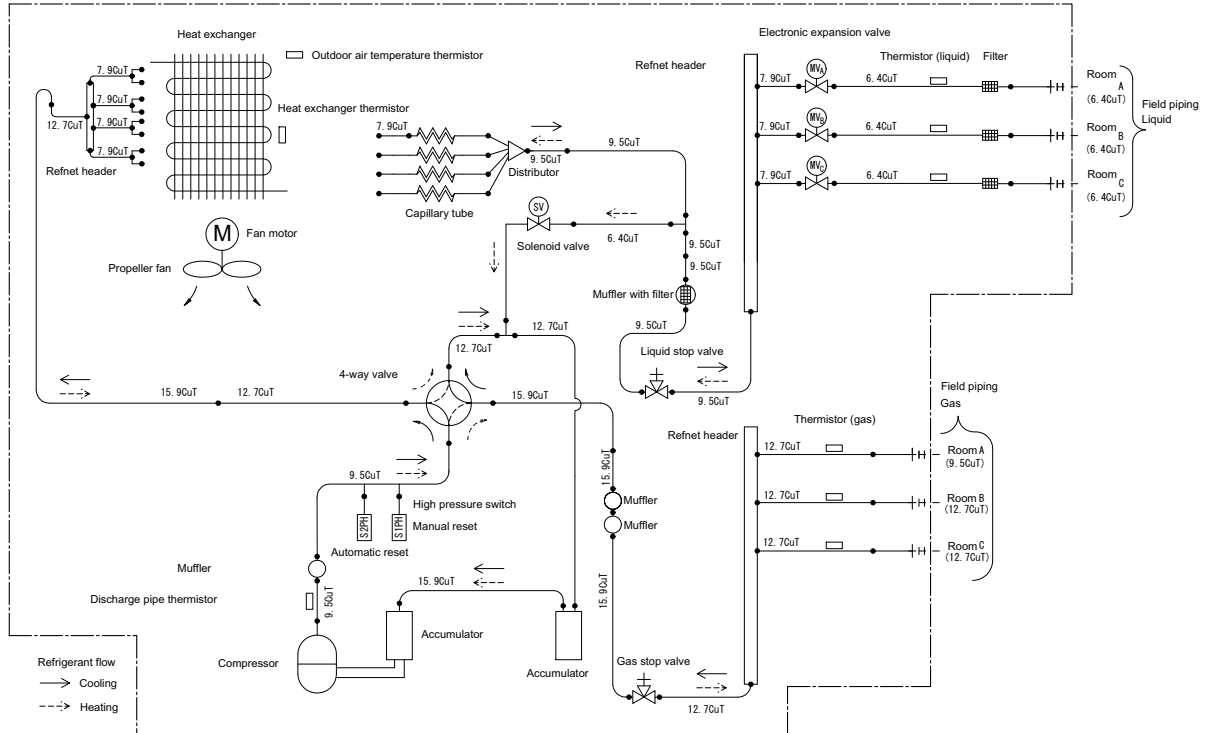 Heat exchanger
Outdoor air temperature thermistor
7.9CuT
7.9CuT
7.9CuT
7.9CuT
12.7CuT
Refnet header
Heat exchanger thermistor
M
Fan motor
Propeller fan
7.9CuT
Capillary tube
Distributor
9.5CuT
9.5CuT
SV
Solenoid valve
6.4CuT
9.5CuT
9.5CuT
Muffler with filter
9.5CuT
Liquid stop valve
9.5CuT
Refnet header
Electronic expansion valve
Thermistor (liquid)
Filter
7.9CuT
MVA
6.4CuT
Room
A
(6.4CuT)
7.9CuT
MVB
6.4CuT
Room
B
(6.4CuT)
7.9CuT
MVC
6.4CuT
Room
C
(6.4CuT)
Field piping
Liquid
12.7CuT
12.7CuT
4-way valve
15.9CuT
12.7CuT
15.9CuT
9.5CuT
High pressure switch
S2PH
S1PH
Manual reset
Automatic reset
Muffler
Discharge pipe thermistor
9.5CuT
Compressor
15.9CuT
Accumulator
Accumulator
15.9CuT
Muffler
Muffler
15.9CuT
Gas stop valve
12.7CuT
Refnet header
Thermistor (gas)
Field piping
Gas
12.7CuT
Room A
(9.5CuT)
12.7CuT
Room B
(12.7CuT)
12.7CuT
Room C
(12.7CuT)
Refrigerant flow
Cooling
Heating